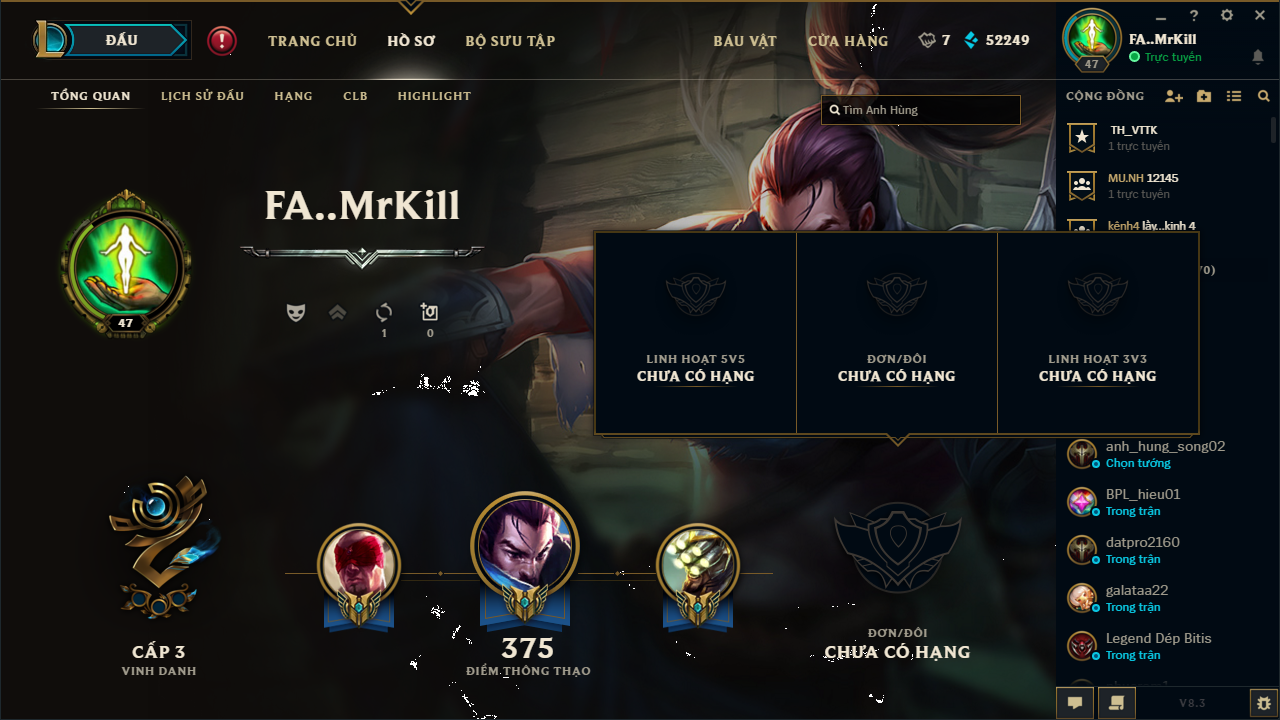 ĐẤU
TRANG CHỦ
HỒ SƠ
BỘ SƯU TẬP
BÁU VẬT
CỬA HÀNG
7
52249
FA..MrKill
Trực tuyến
47
TỔNG QUAN
LỊCH SỬ ĐẤU
HẠNG
CLB
HIGHLIGHT
Tìm Anh Hùng
CỘNG ĐỒNG
TH_VTTK
1 trực tuyến
MU.NH 12145
1 trực tuyến
kênh4 lầy...kinh 4
/0)
FA..MrKill
47
1
0
LINH HOẠT 5V5
CHƯA CÓ HẠNG
ĐƠN/ĐÔI
CHƯA CÓ HẠNG
LINH HOẠT 3V3
CHƯA CÓ HẠNG
anh_hung_song02
Chọn tướng
BPL_hieu01
Trong trận
datpro2160
Trong trận
galataa22
Trong trận
Legend Dép Bitis
Trong trận
CẤP 3
VINH DANH
375
ĐIỂM THÔNG THẠO
ĐƠN/ĐÔI
CHƯA CÓ HẠNG
V8.3